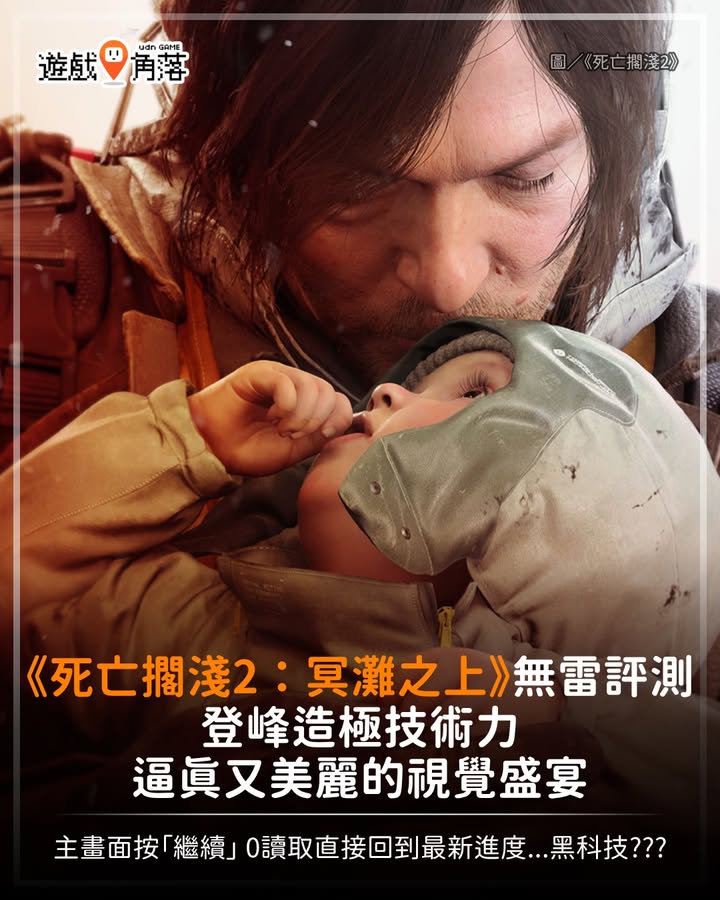 udn GAME
遊戲角落
圖／《死亡擱淺2》
《死亡擱淺2：冥灘之上》無雷評測
登峰造極技術力
逼真又美麗的視覺盛宴
主畫面按「繼續」0讀取直接回到最新進度...黑科技???